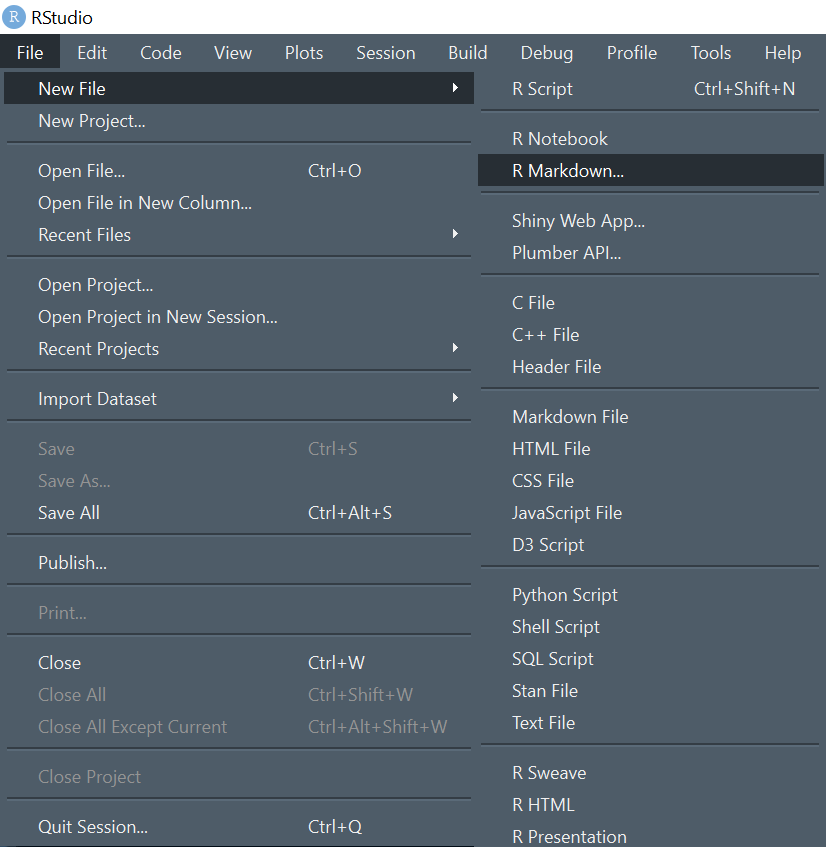 R RStudio
File Edit Code View Plots Session Build Debug Profile Tools Help
New File
New Project...
Open File... Ctrl+O
Open File in New Column...
Recent Files
Open Project...
Open Project in New Session...
Recent Projects
Import Dataset
Save Ctrl+S
Save As...
Save All Ctrl+Alt+S
Publish...
Print...
Close Ctrl+W
Close All Ctrl+Shift+W
Close All Except Current Ctrl+Alt+Shift+W
Close Project
Quit Session... Ctrl+Q
R Script Ctrl+Shift+N
R Notebook
R Markdown...
Shiny Web App...
Plumber API...
C File
C++ File
Header File
Markdown File
HTML File
CSS File
JavaScript File
D3 Script
Python Script
Shell Script
SQL Script
Stan File
Text File
R Sweave
R HTML
R Presentation